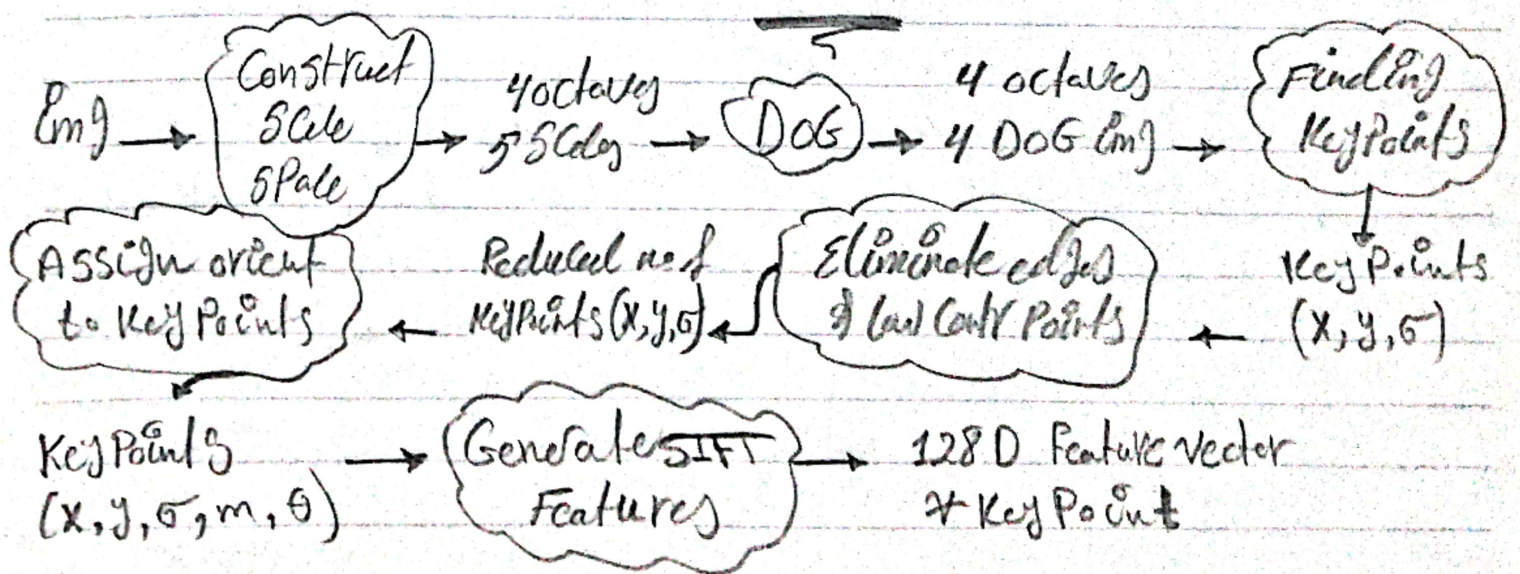 img → Construct Scale Space → 4 octaves 5 Scales → DOG → 4 octaves 4 DOG img → Finding KeyPoints
KeyPoints (x, y, σ)
Eliminate edges & low Contr Points
Reduced no of KeyPoints (x, y, σ)
Assign orient to KeyPoints
KeyPoints (x, y, σ, m, θ) → Generate SIFT Features → 128 D Feature vector
KeyPoint